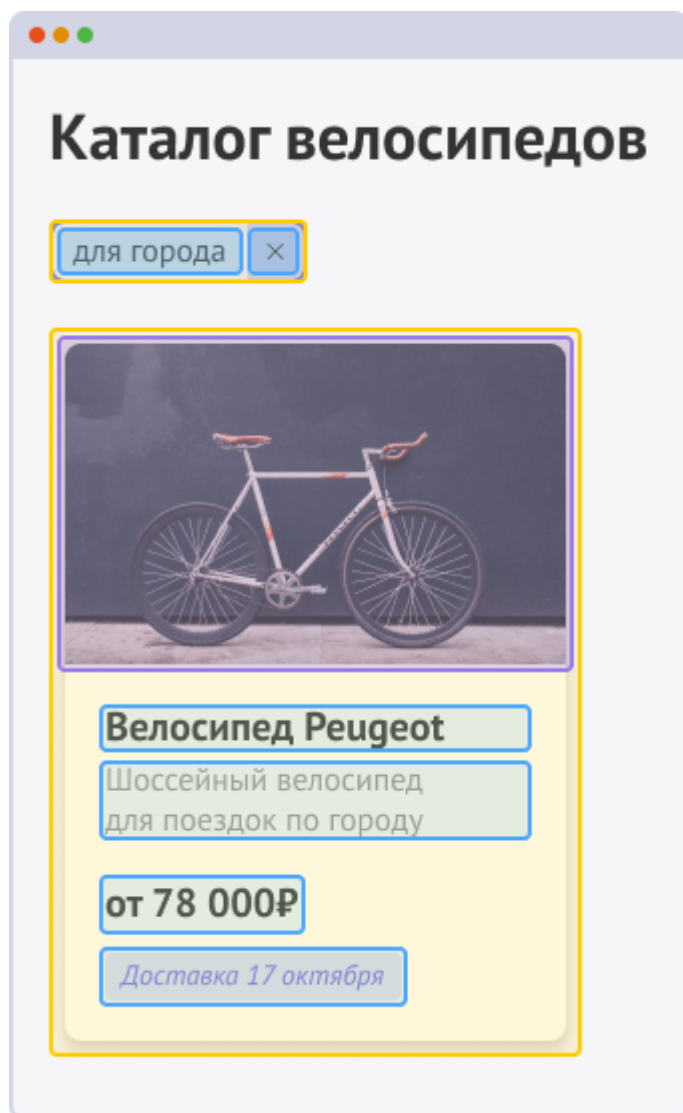 Каталог велосипедов
для города ×
Велосипед Peugeot
Шоссейный велосипед
для поездок по городу
от 78 000₽
Доставка 17 октября